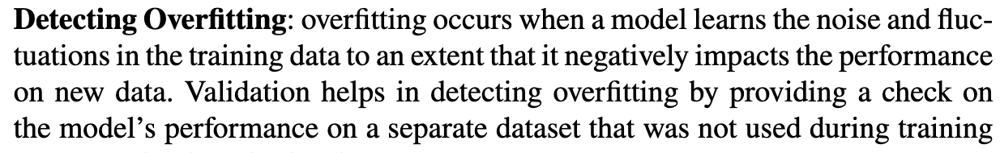 Detecting Overfitting: overfitting occurs when a model learns the noise and fluc-
tuations in the training data to an extent that it negatively impacts the performance
on new data. Validation helps in detecting overfitting by providing a check on
the model’s performance on a separate dataset that was not used during training